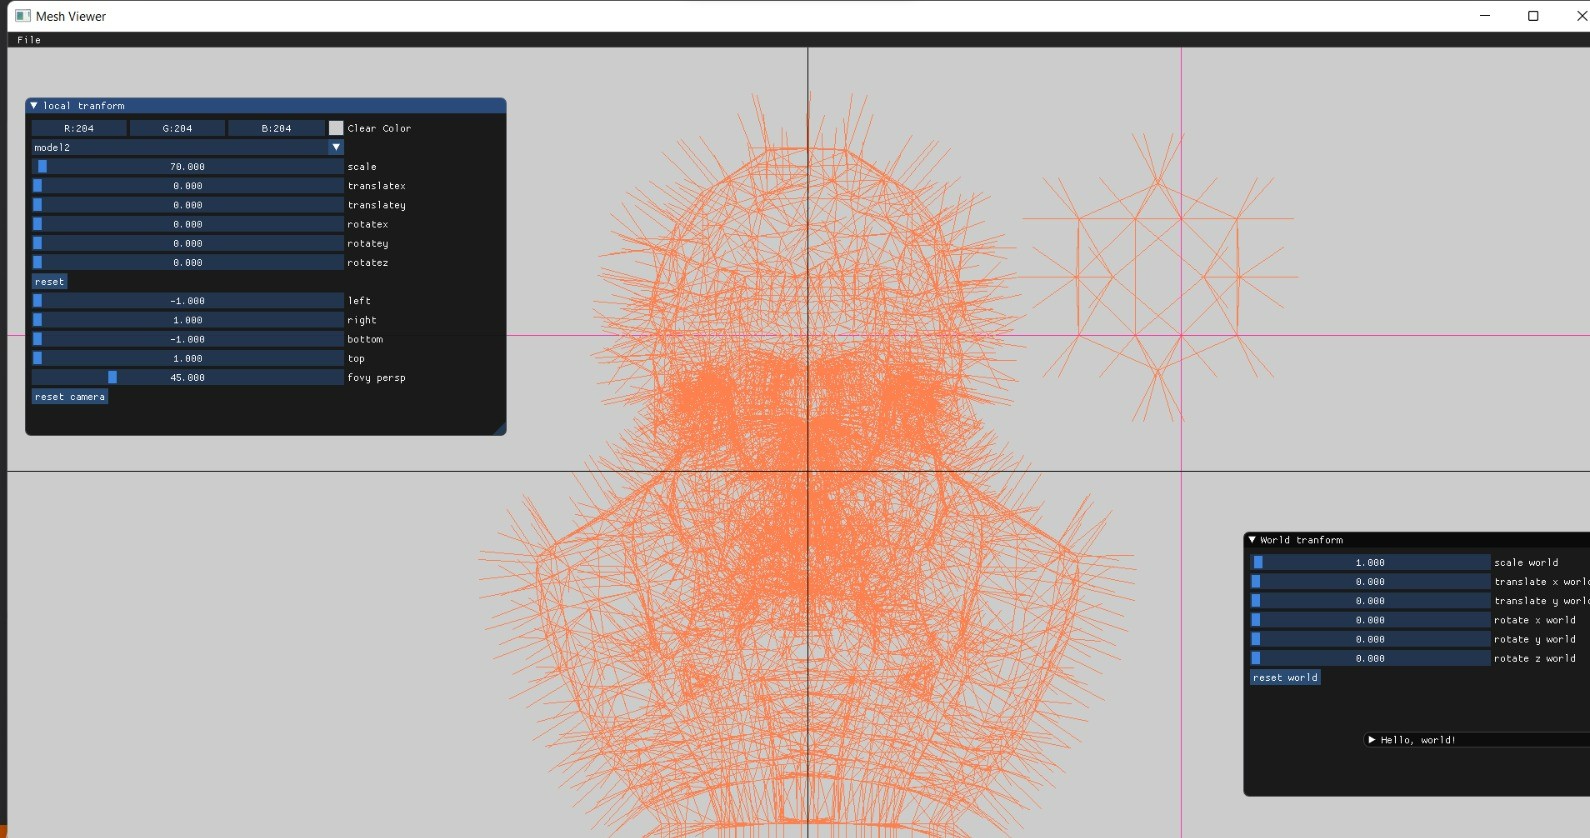 Mesh Viewer
File
local tranform
R:204 G:204 B:204 Clear Color
model2
70.000 scale
0.000 translatex
0.000 translatey
0.000 rotatex
0.000 rotatey
0.000 rotatez
reset
-1.000 left
1.000 right
-1.000 bottom
1.000 top
45.000 fovy persp
reset camera
World tranform
1.000 scale world
0.000 translate x worl
0.000 translate y worl
0.000 rotate x world
0.000 rotate y world
0.000 rotate z world
reset world
Hello, world!